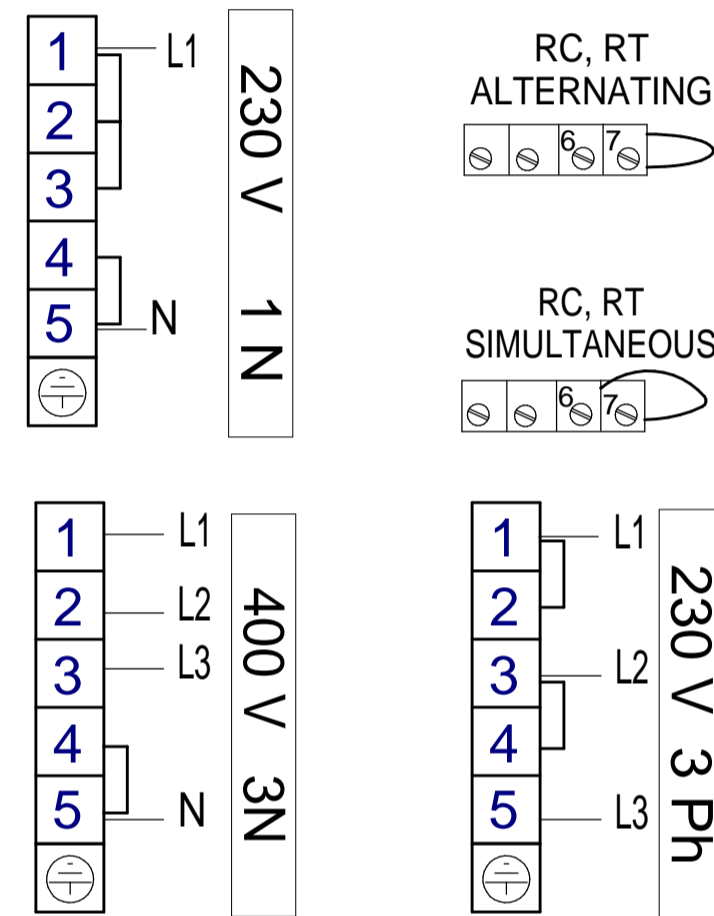 1
2
3
4
5
L1
N
230 V 1 N
RC, RT
ALTERNATING
6 7
RC, RT
SIMULTANEOUS
6 7
1
2
3
4
5
L1
L2
L3
N
400 V 3N
1
2
3
4
5
L1
L2
L3
230 V 3 Ph